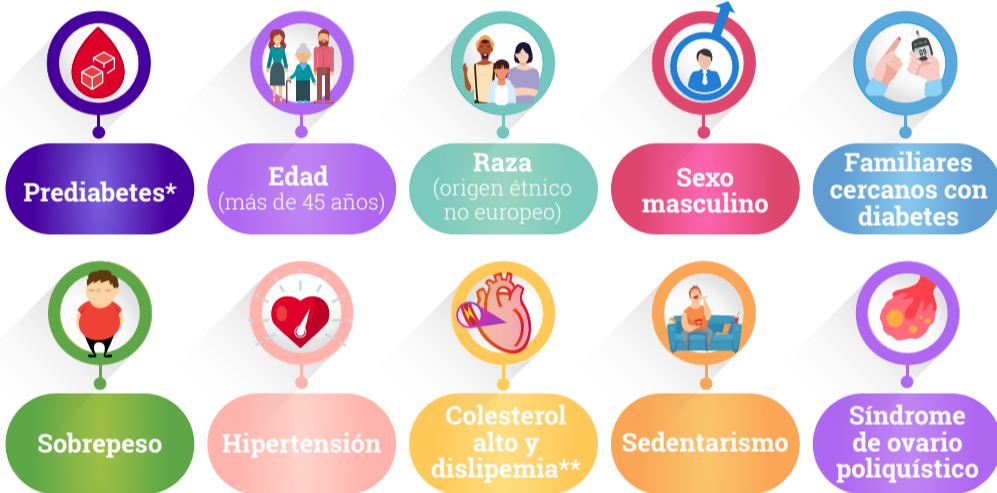 Prediabetes*
Edad
(más de 45 años)
Raza
(origen étnico
no europeo)
Sexo
masculino
Familiares
cercanos con
diabetes
Sobrepeso
Hipertensión
Colesterol
alto y
dislipemia**
Sedentarismo
Síndrome
de ovario
poliquístico